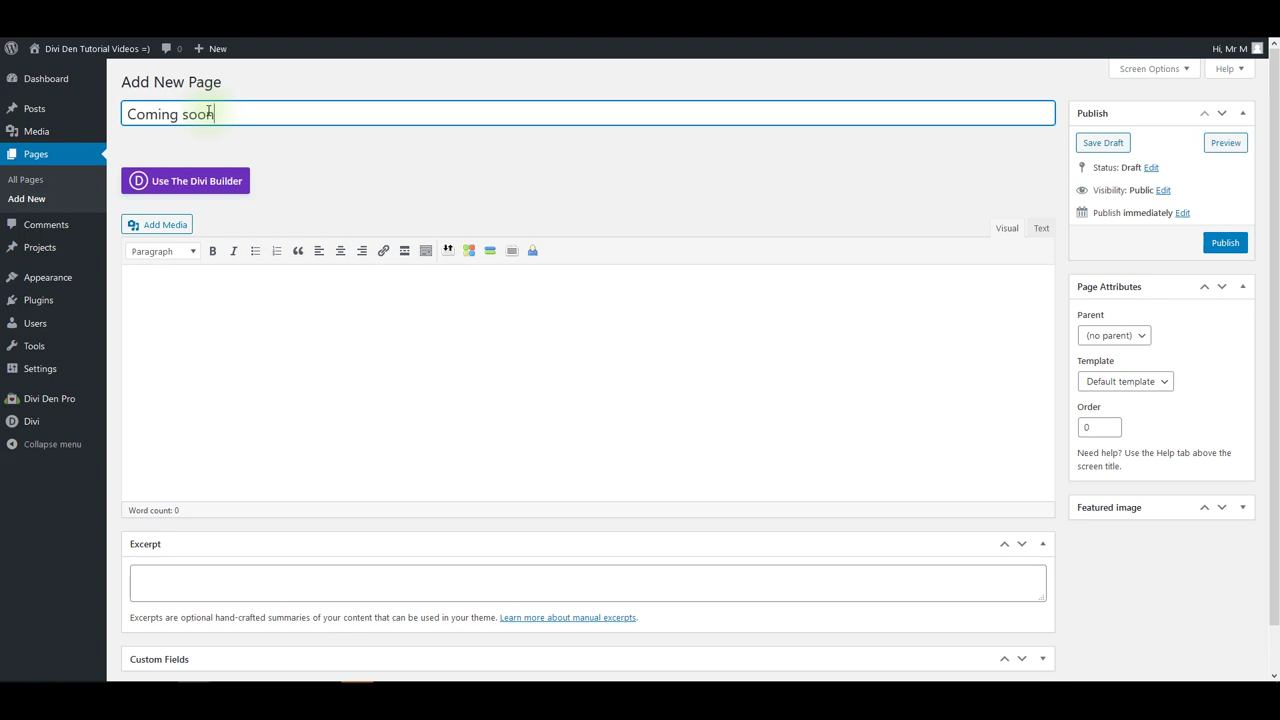 Divi Den Tutorial Videos =) 0 New Hi, Mr M
Dashboard
Posts
Media
Pages
All Pages
Add New
Comments
Projects
Appearance
Plugins
Users
Tools
Settings
Divi Den Pro
Divi
Collapse menu
Screen Options Help
Add New Page
Coming soon
D Use The Divi Builder
Add Media
Visual Text
Paragraph B I
Word count: 0
Excerpt
Excerpts are optional hand-crafted summaries of your content that can be used in your theme. Learn more about manual excerpts.
Custom Fields
Publish
Save Draft Preview
Status: Draft Edit
Visibility: Public Edit
Publish immediately Edit
Publish
Page Attributes
Parent
(no parent)
Template
Default template
Order
0
Need help? Use the Help tab above the
screen title.
Featured image